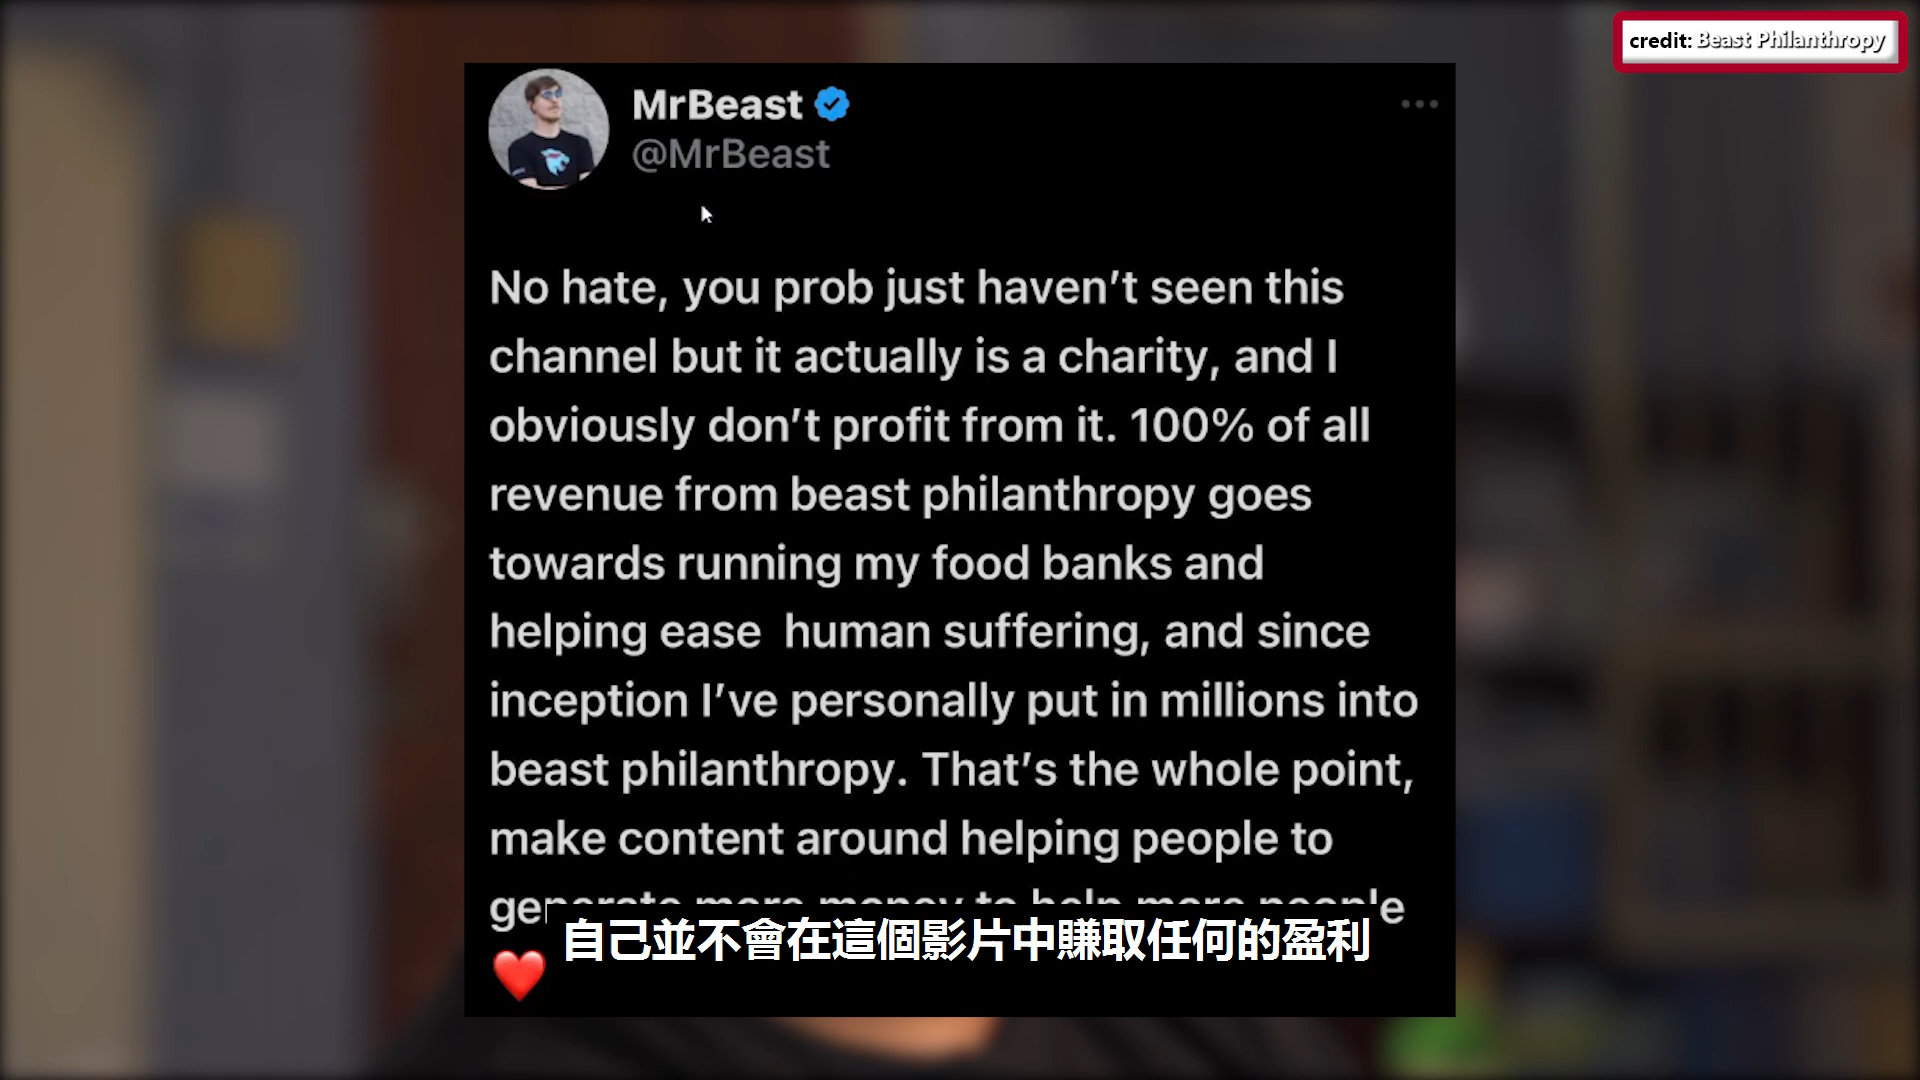 credit: Beast Philanthropy
MrBeast
@MrBeast
No hate, you prob just haven’t seen this
channel but it actually is a charity, and I
obviously don’t profit from it. 100% of all
revenue from beast philanthropy goes
towards running my food banks and
helping ease  human suffering, and since
inception I’ve personally put in millions into
beast philanthropy. That’s the whole point,
make content around helping people to
generate more money to help more people
❤️
自己並不會在這個影片中賺取任何的盈利